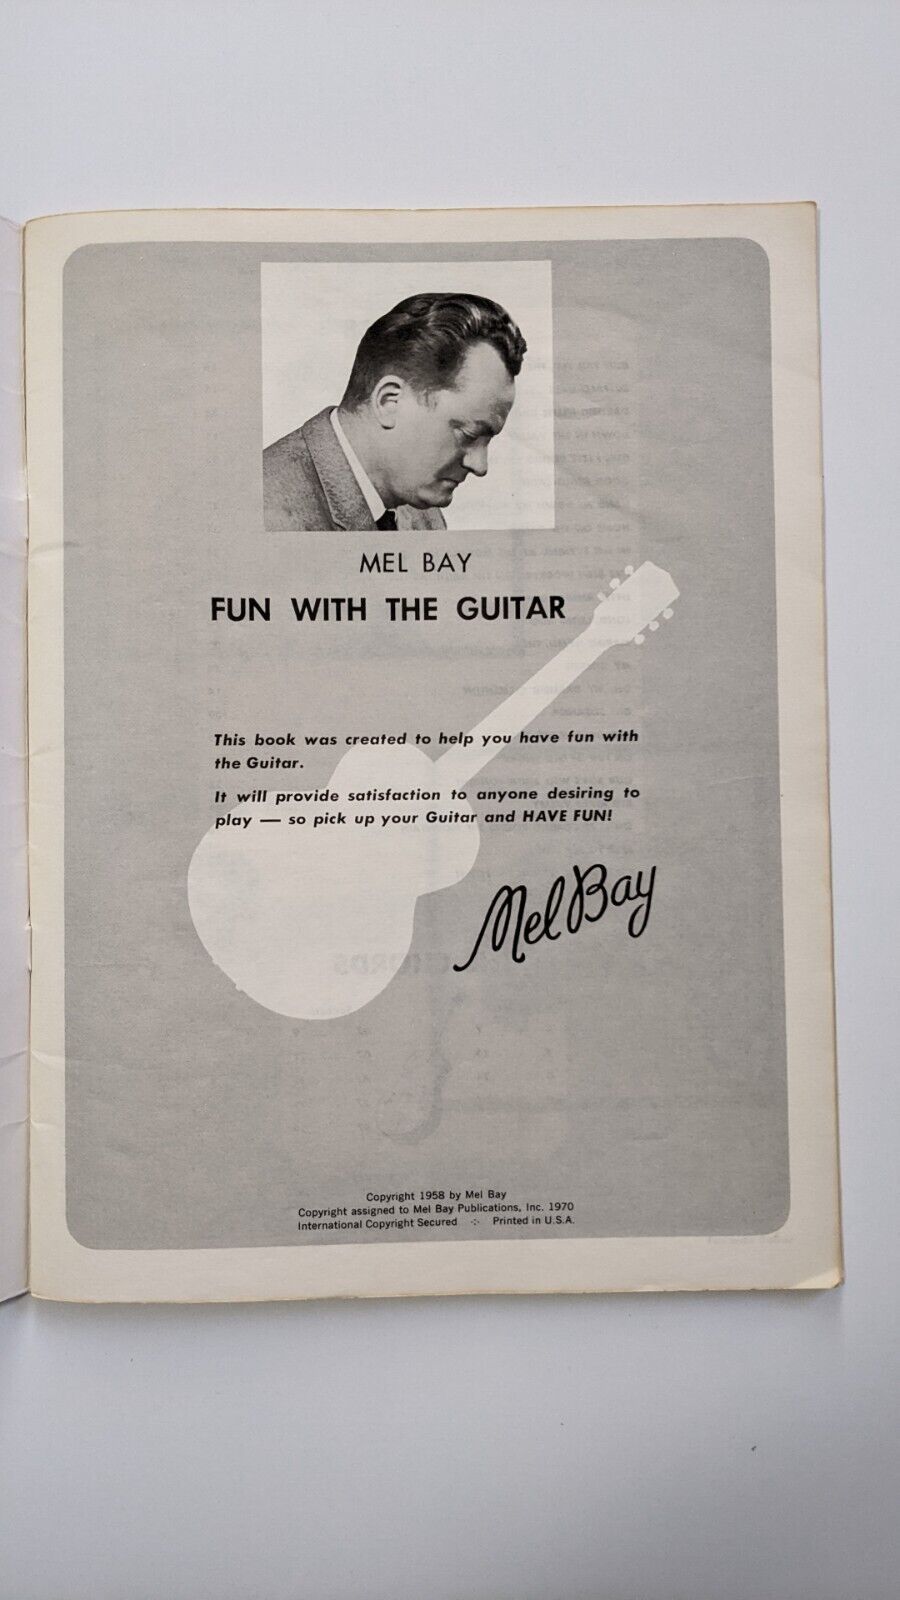 MEL BAY
FUN WITH THE GUITAR
This book was created to help you have fun with
the Guitar.
It will provide satisfaction to anyone desiring to
play — so pick up your Guitar and HAVE FUN!
Mel Bay
Copyright 1958 by Mel Bay
Copyright assigned to Mel Bay Publications, Inc. 1970
International Copyright Secured ·:· Printed in U.S.A.